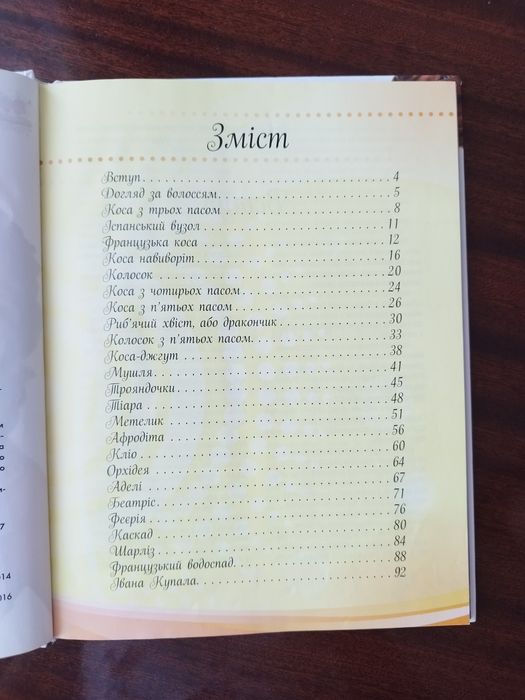 Зміст
Вступ . . . . . . . . . . . . . . . . . . . . . . . . . . . . 4
Догляд за волоссям . . . . . . . . . . . . . . . . . . . . 5
Коса з трьох пасом . . . . . . . . . . . . . . . . . . . . 8
Іспанський вузол . . . . . . . . . . . . . . . . . . . . . 11
Французька коса . . . . . . . . . . . . . . . . . . . . . 12
Коса навиворіт . . . . . . . . . . . . . . . . . . . . . . 16
Колосок . . . . . . . . . . . . . . . . . . . . . . . . . . 20
Коса з чотирьох пасом . . . . . . . . . . . . . . . . . . 24
Коса з п'ятьох пасом . . . . . . . . . . . . . . . . . . . 26
Риб'ячий хвіст, або дракончик . . . . . . . . . . . . . . 30
Колосок з п'ятьох пасом . . . . . . . . . . . . . . . . . 33
Коса-джгут . . . . . . . . . . . . . . . . . . . . . . . . 38
Мушля . . . . . . . . . . . . . . . . . . . . . . . . . . . 41
Трояндочки . . . . . . . . . . . . . . . . . . . . . . . . 45
Тіара . . . . . . . . . . . . . . . . . . . . . . . . . . . 48
Метелик . . . . . . . . . . . . . . . . . . . . . . . . . . 51
Афродіта . . . . . . . . . . . . . . . . . . . . . . . . . 56
Кліо . . . . . . . . . . . . . . . . . . . . . . . . . . . . 60
Орхідея . . . . . . . . . . . . . . . . . . . . . . . . . . 64
Аделі . . . . . . . . . . . . . . . . . . . . . . . . . . . 67
Беатріс . . . . . . . . . . . . . . . . . . . . . . . . . . 71
Феєрія . . . . . . . . . . . . . . . . . . . . . . . . . . 76
Каскад . . . . . . . . . . . . . . . . . . . . . . . . . . 80
Шарліз . . . . . . . . . . . . . . . . . . . . . . . . . . 84
Французький водоспад . . . . . . . . . . . . . . . . . . 88
Івана Купала . . . . . . . . . . . . . . . . . . . . . . . 92